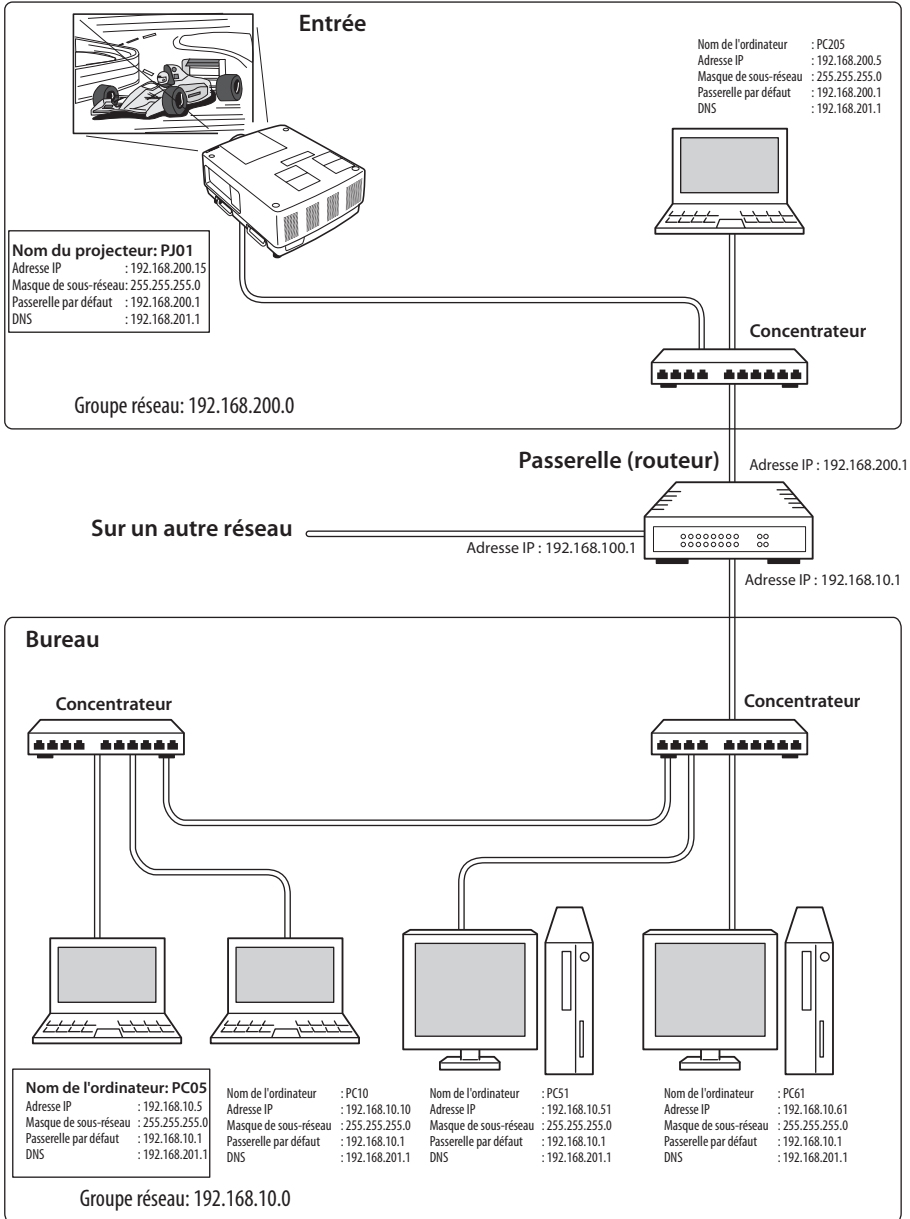 Entrée
Nom de l'ordinateur : PC205
Adresse IP : 192.168.200.5
Masque de sous-réseau : 255.255.255.0
Passerelle par défaut : 192.168.200.1
DNS : 192.168.201.1
Nom du projecteur: PJ01
Adresse IP : 192.168.200.15
Masque de sous-réseau: 255.255.255.0
Passerelle par défaut : 192.168.200.1
DNS : 192.168.201.1
Concentrateur
Groupe réseau: 192.168.200.0
Passerelle (routeur)
Adresse IP : 192.168.200.1
Sur un autre réseau
Adresse IP : 192.168.100.1
Adresse IP : 192.168.10.1
Bureau
Concentrateur
Concentrateur
Nom de l'ordinateur: PC05
Adresse IP : 192.168.10.5
Masque de sous-réseau : 255.255.255.0
Passerelle par défaut : 192.168.10.1
DNS : 192.168.201.1
Nom de l'ordinateur : PC10
Adresse IP : 192.168.10.10
Masque de sous-réseau : 255.255.255.0
Passerelle par défaut : 192.168.10.1
DNS : 192.168.201.1
Nom de l'ordinateur : PC51
Adresse IP : 192.168.10.51
Masque de sous-réseau : 255.255.255.0
Passerelle par défaut : 192.168.10.1
DNS : 192.168.201.1
Nom de l'ordinateur : PC61
Adresse IP : 192.168.10.61
Masque de sous-réseau : 255.255.255.0
Passerelle par défaut : 192.168.10.1
DNS : 192.168.201.1
Groupe réseau: 192.168.10.0